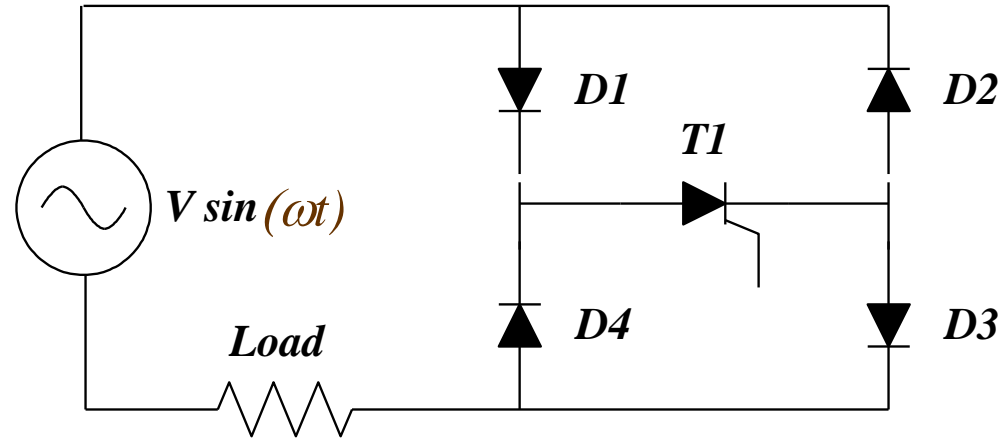 D1
D2
T1
V sin (ωt)
Load
D4
D3